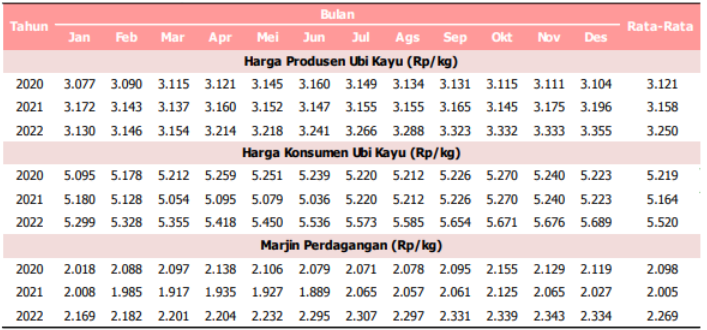 Tahun Bulan Rata-Rata
Jan Feb Mar Apr Mei Jun Jul Ags Sep Okt Nov Des
Harga Produsen Ubi Kayu (Rp/kg)
2020 3.077 3.090 3.115 3.121 3.145 3.160 3.149 3.134 3.131 3.115 3.111 3.104 3.121
2021 3.172 3.143 3.137 3.160 3.152 3.147 3.155 3.155 3.165 3.145 3.175 3.196 3.158
2022 3.130 3.146 3.154 3.214 3.218 3.241 3.266 3.288 3.323 3.332 3.333 3.355 3.250
Harga Konsumen Ubi Kayu (Rp/kg)
2020 5.095 5.178 5.212 5.259 5.251 5.239 5.220 5.212 5.226 5.270 5.240 5.223 5.219
2021 5.180 5.128 5.054 5.095 5.079 5.036 5.220 5.212 5.226 5.270 5.240 5.223 5.164
2022 5.299 5.328 5.355 5.418 5.450 5.536 5.573 5.585 5.654 5.671 5.676 5.689 5.520
Marjin Perdagangan (Rp/kg)
2020 2.018 2.088 2.097 2.138 2.106 2.079 2.071 2.078 2.095 2.155 2.129 2.119 2.098
2021 2.008 1.985 1.917 1.935 1.927 1.889 2.065 2.057 2.061 2.125 2.065 2.027 2.005
2022 2.169 2.182 2.201 2.204 2.232 2.295 2.307 2.297 2.331 2.339 2.343 2.334 2.269